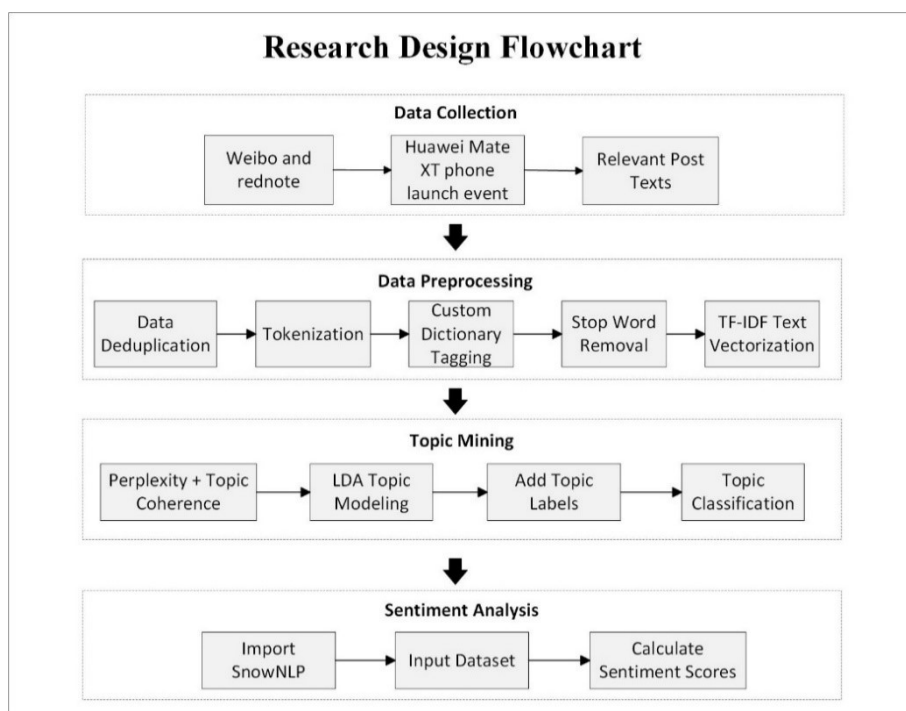 Research Design Flowchart
Data Collection
Weibo and
rednote
Huawei Mate
XT phone
launch event
Relevant Post
Texts
Data Preprocessing
Data
Deduplication
Tokenization
Custom
Dictionary
Tagging
Stop Word
Removal
TF-IDF Text
Vectorization
Topic Mining
Perplexity + Topic
Coherence
LDA Topic
Modeling
Add Topic
Labels
Topic
Classification
Sentiment Analysis
Import
SnowNLP
Input Dataset
Calculate
Sentiment Scores